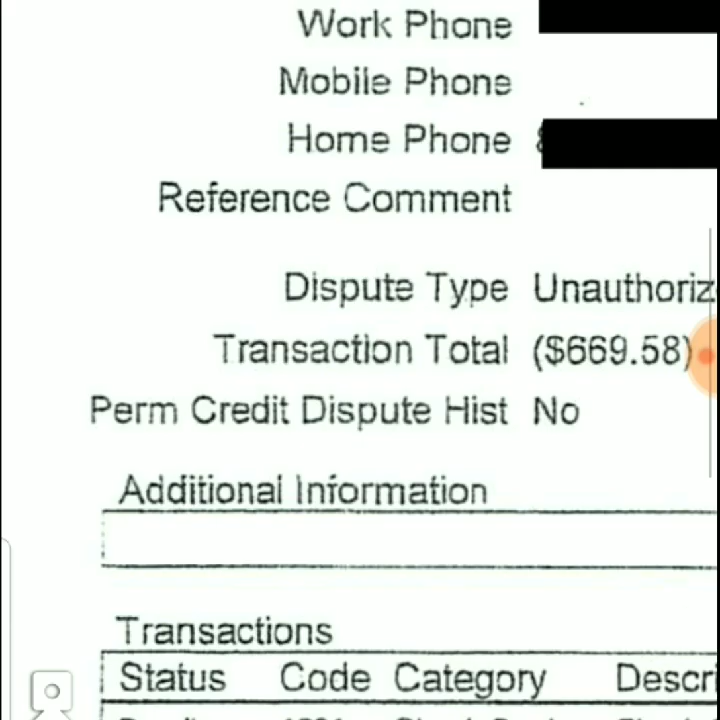 Work Phone
Mobile Phone
Home Phone
Reference Comment
Dispute Type Unauthoriz
Transaction Total ($669.58)
Perm Credit Dispute Hist No
Additional Information
Transactions
Status Code Category Descri